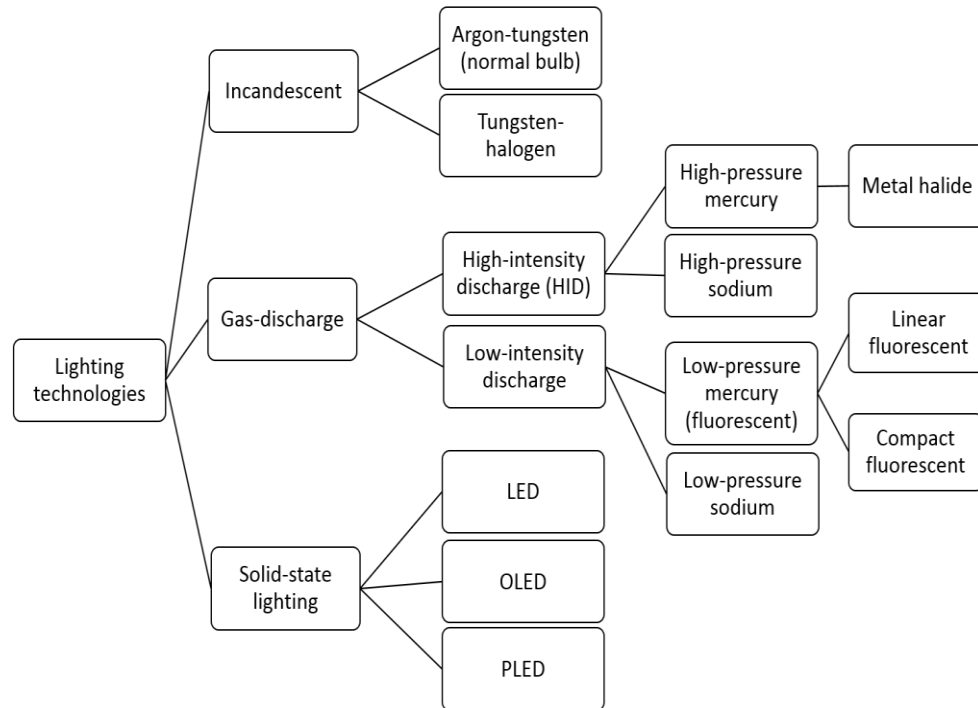 Lighting
technologies
Incandescent
Argon-tungsten
(normal bulb)
Tungsten-
halogen
Gas-discharge
High-intensity
discharge (HID)
High-pressure
mercury
Metal halide
High-pressure
sodium
Low-intensity
discharge
Low-pressure
mercury
(fluorescent)
Linear
fluorescent
Compact
fluorescent
Low-pressure
sodium
Solid-state
lighting
LED
OLED
PLED